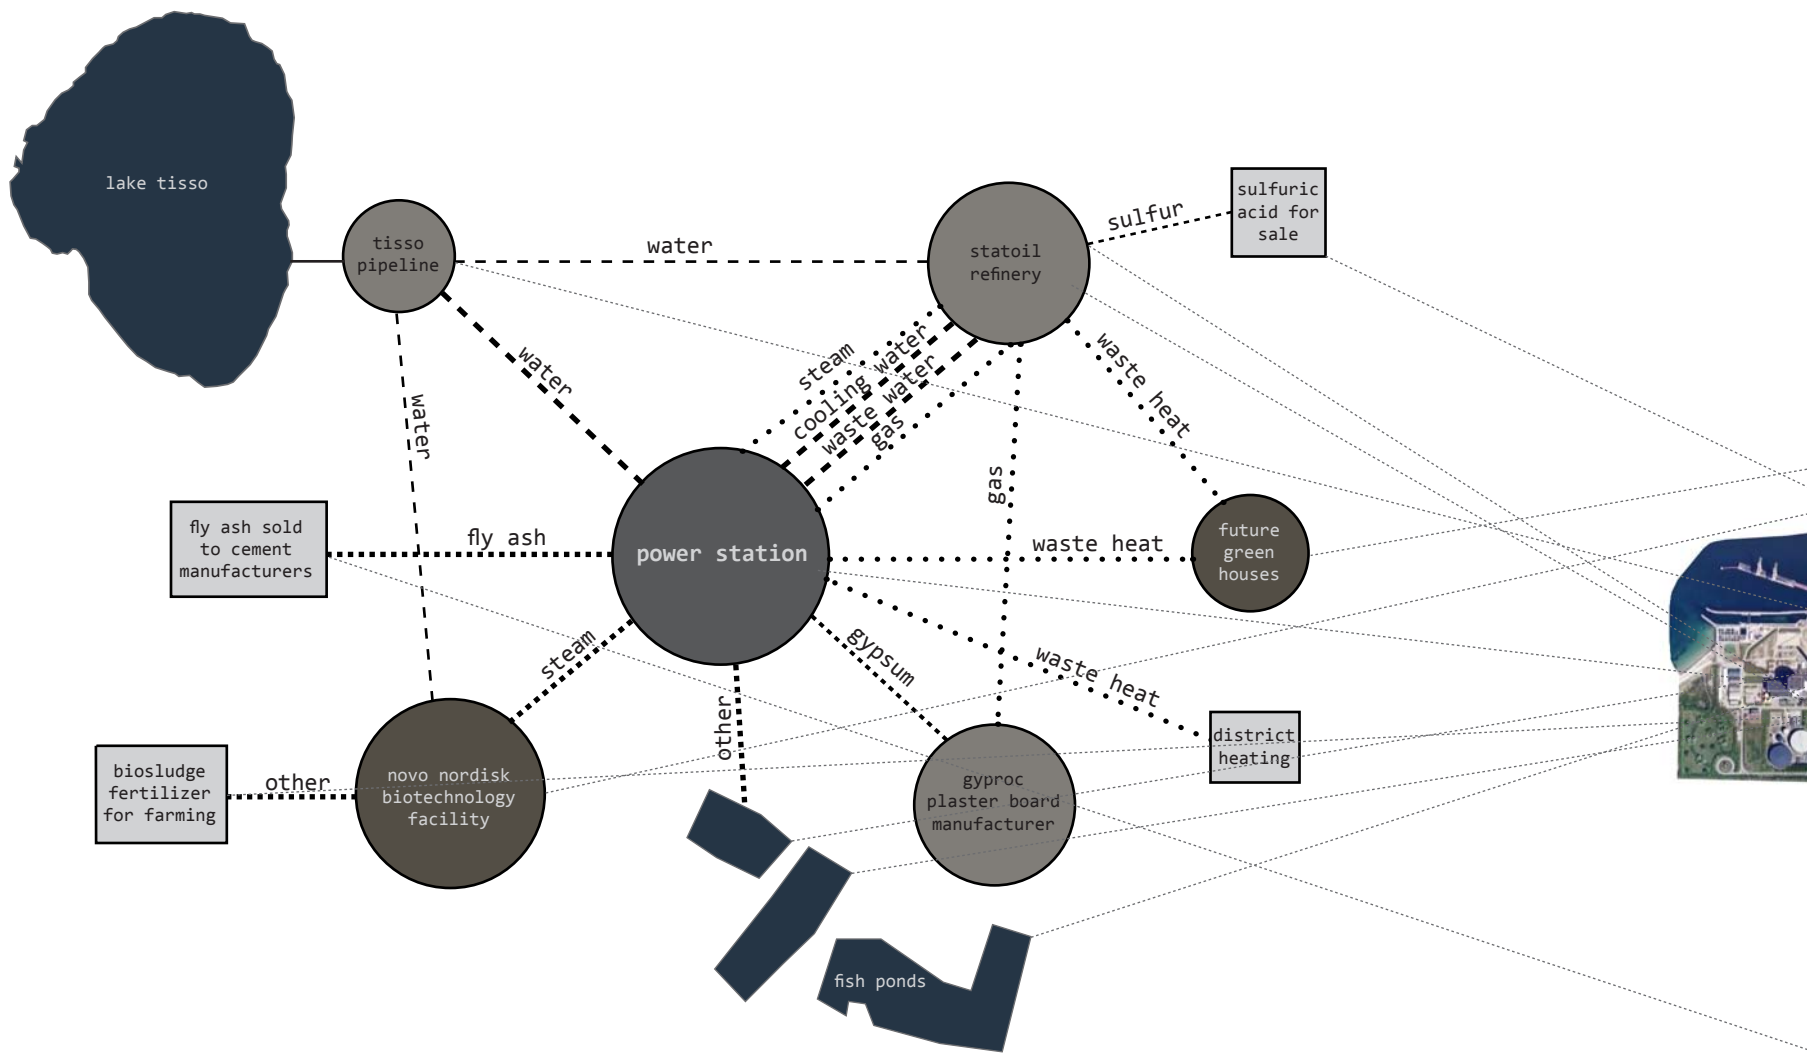 lake tisso
tisso
pipeline
water
statoil
refinery
sulfur
sulfuric
acid for
sale
water
water
steam
cooling water
waste water
gas
waste heat
gas
fly ash sold
to cement
manufacturers
fly ash
power station
waste heat
future
green
houses
steam
gypsum
waste heat
other
district
heating
biosludge
fertilizer
for farming
other
novo nordisk
biotechnology
facility
gyproc
plaster board
manufacturer
fish ponds